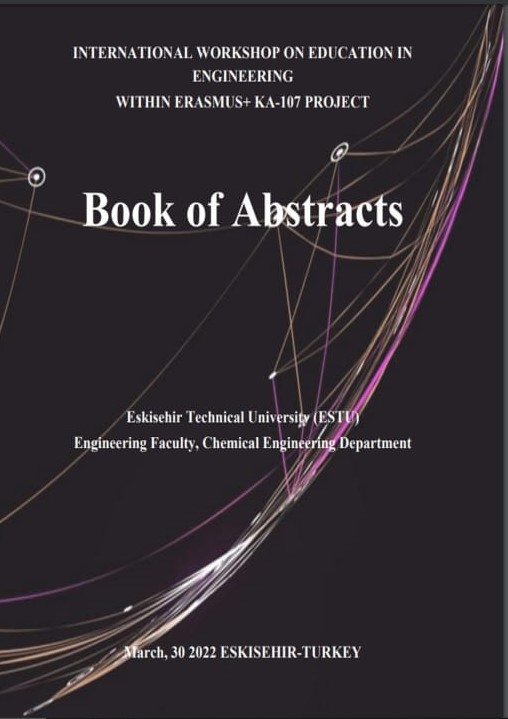 INTERNATIONAL WORKSHOP ON EDUCATION IN
ENGINEERING
WITHIN ERASMUS+ KA-107 PROJECT
Book of Abstracts
Eskisehir Technical University (ESTU)
Engineering Faculty, Chemical Engineering Department
March, 30 2022 ESKISEHIR-TURKEY